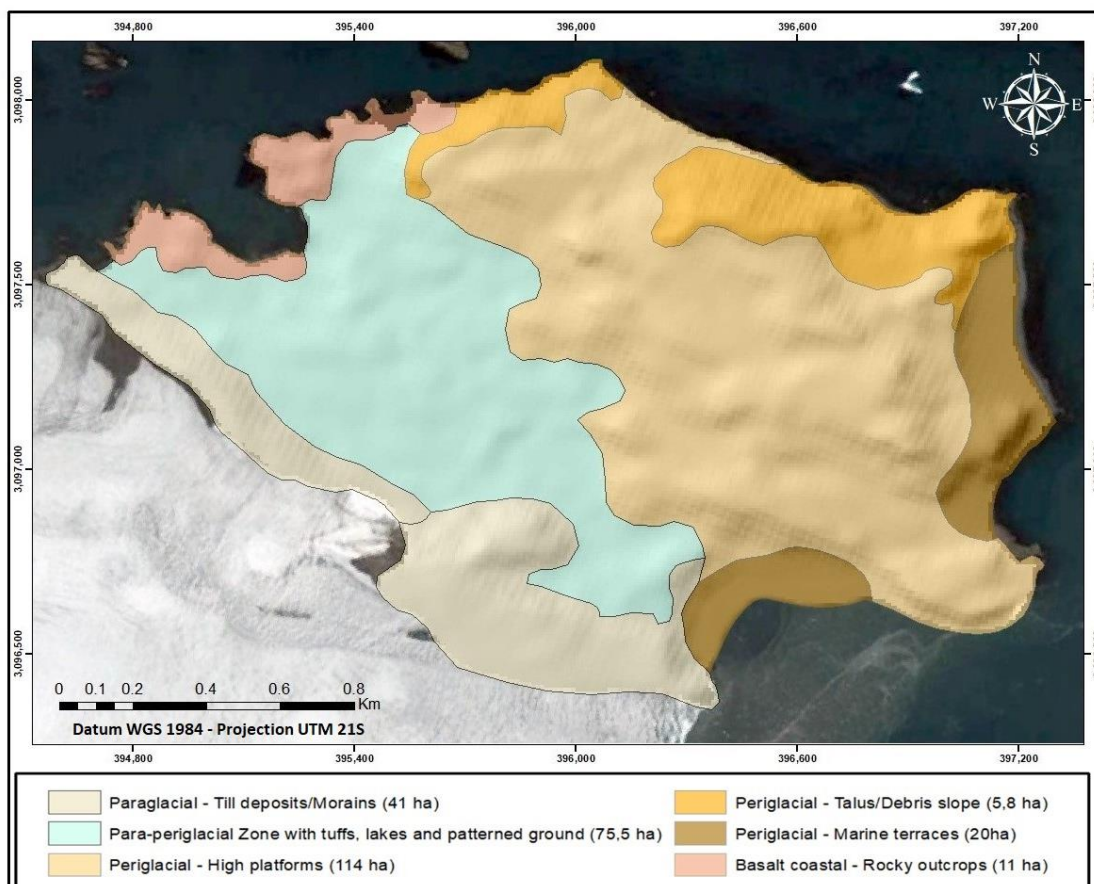 394,800 395,400 396,000 396,600 397,200
N
W E
S
3,098,000
3,097,500
3,097,000
3,096,500
0 0.1 0.2 0.4 0.6 0.8
Km
Datum WGS 1984 - Projection UTM 21S
394,800 395,400 396,000 396,600 397,200
Paraglacial - Till deposits/Morains (41 ha)
Para-periglacial Zone with tuffs, lakes and patterned ground (75,5 ha)
Periglacial - High platforms (114 ha)
Periglacial - Talus/Debris slope (5,8 ha)
Periglacial - Marine terraces (20ha)
Basalt coastal - Rocky outcrops (11 ha)